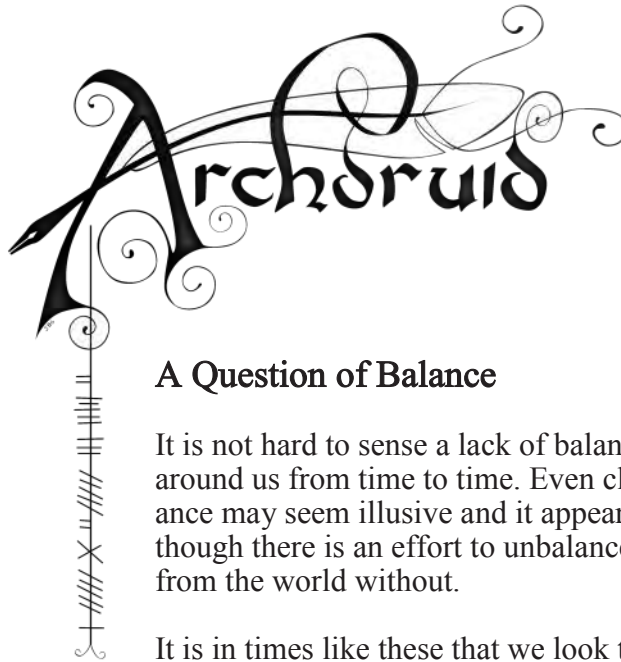 Archdruid
A Question of Balance
It is not hard to sense a lack of balan
around us from time to time. Even cl
ance may seem illusive and it appear
though there is an effort to unbalance
from the world without.
It is in times like these that we look t